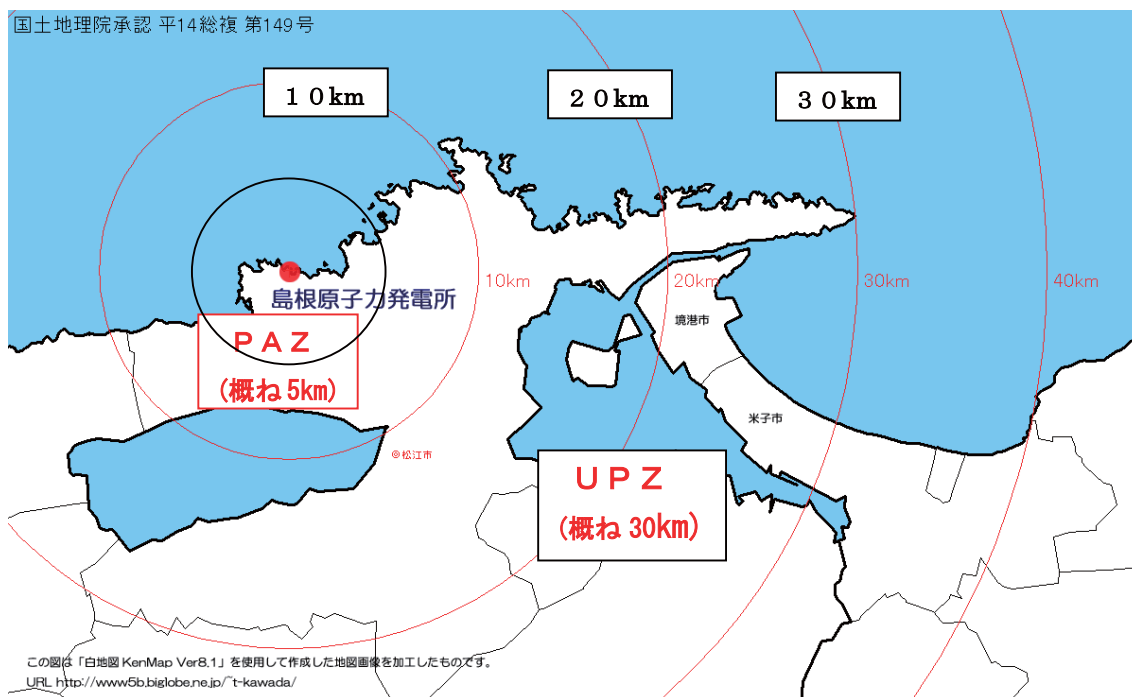 国土地理院承認 平14総複 第149号
１０km
２０km
３０km
10km
20km
30km
40km
島根原子力発電所
境港市
ＰＡＺ
(概ね 5km)
米子市
◎松江市
ＵＰＺ
(概ね 30km)
この図は「白地図 KenMap Ver8.1」を使用して作成した地図画像を加工したものです。
URL http://www5b.biglobe.ne.jp/~t-kawada/